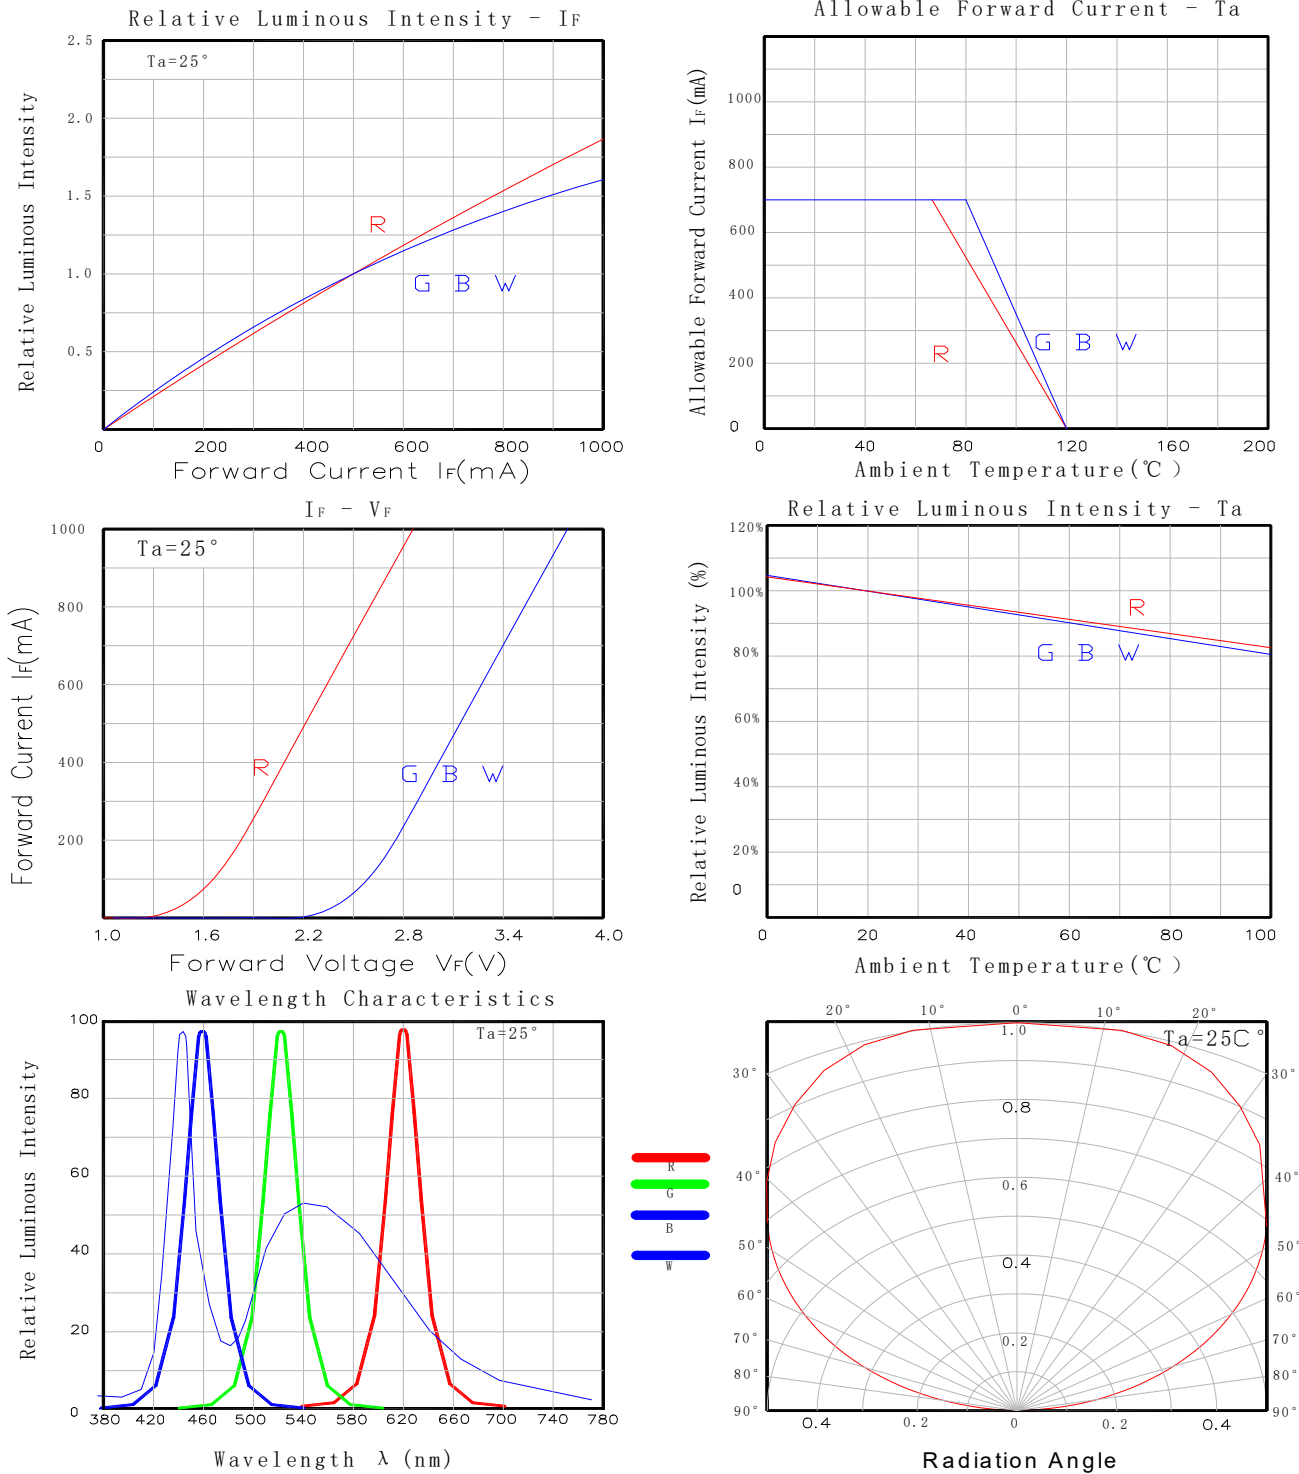 Relative Luminous Intensity - IF
Ta=25°
Relative Luminous Intensity
2.5
2.0
1.5
1.0
0.5
R
G B W
0 200 400 600 800 1000
Forward Current IF(mA)
Allowable Forward Current - Ta
Allowable Forward Current IF(mA)
1000
800
600
400
200
0
R
G B W
0 40 80 120 160 200
Ambient Temperature(℃)
IF - VF
Ta=25°
Forward Current IF(mA)
1000
800
600
400
200
R
G B W
1.0 1.6 2.2 2.8 3.4 4.0
Forward Voltage VF(V)
Relative Luminous Intensity - Ta
Relative Luminous Intensity (%)
120%
100%
80%
60%
40%
20%
0
R
G B W
0 20 40 60 80 100
Ambient Temperature(℃)
Wavelength Characteristics
Ta=25°
Relative Luminous Intensity
100
80
60
40
20
0
380 420 460 500 540 580 620 660 700 740 780
Wavelength λ (nm)
R
G
B
W
20° 10° 0° 10° 20°
Ta=25C°
30° 30°
40° 40°
50° 50°
60° 60°
70° 70°
80° 80°
90° 90°
1.0
0.8
0.6
0.4
0.2
0.4 0.2 0 0.2 0.4
Radiation Angle